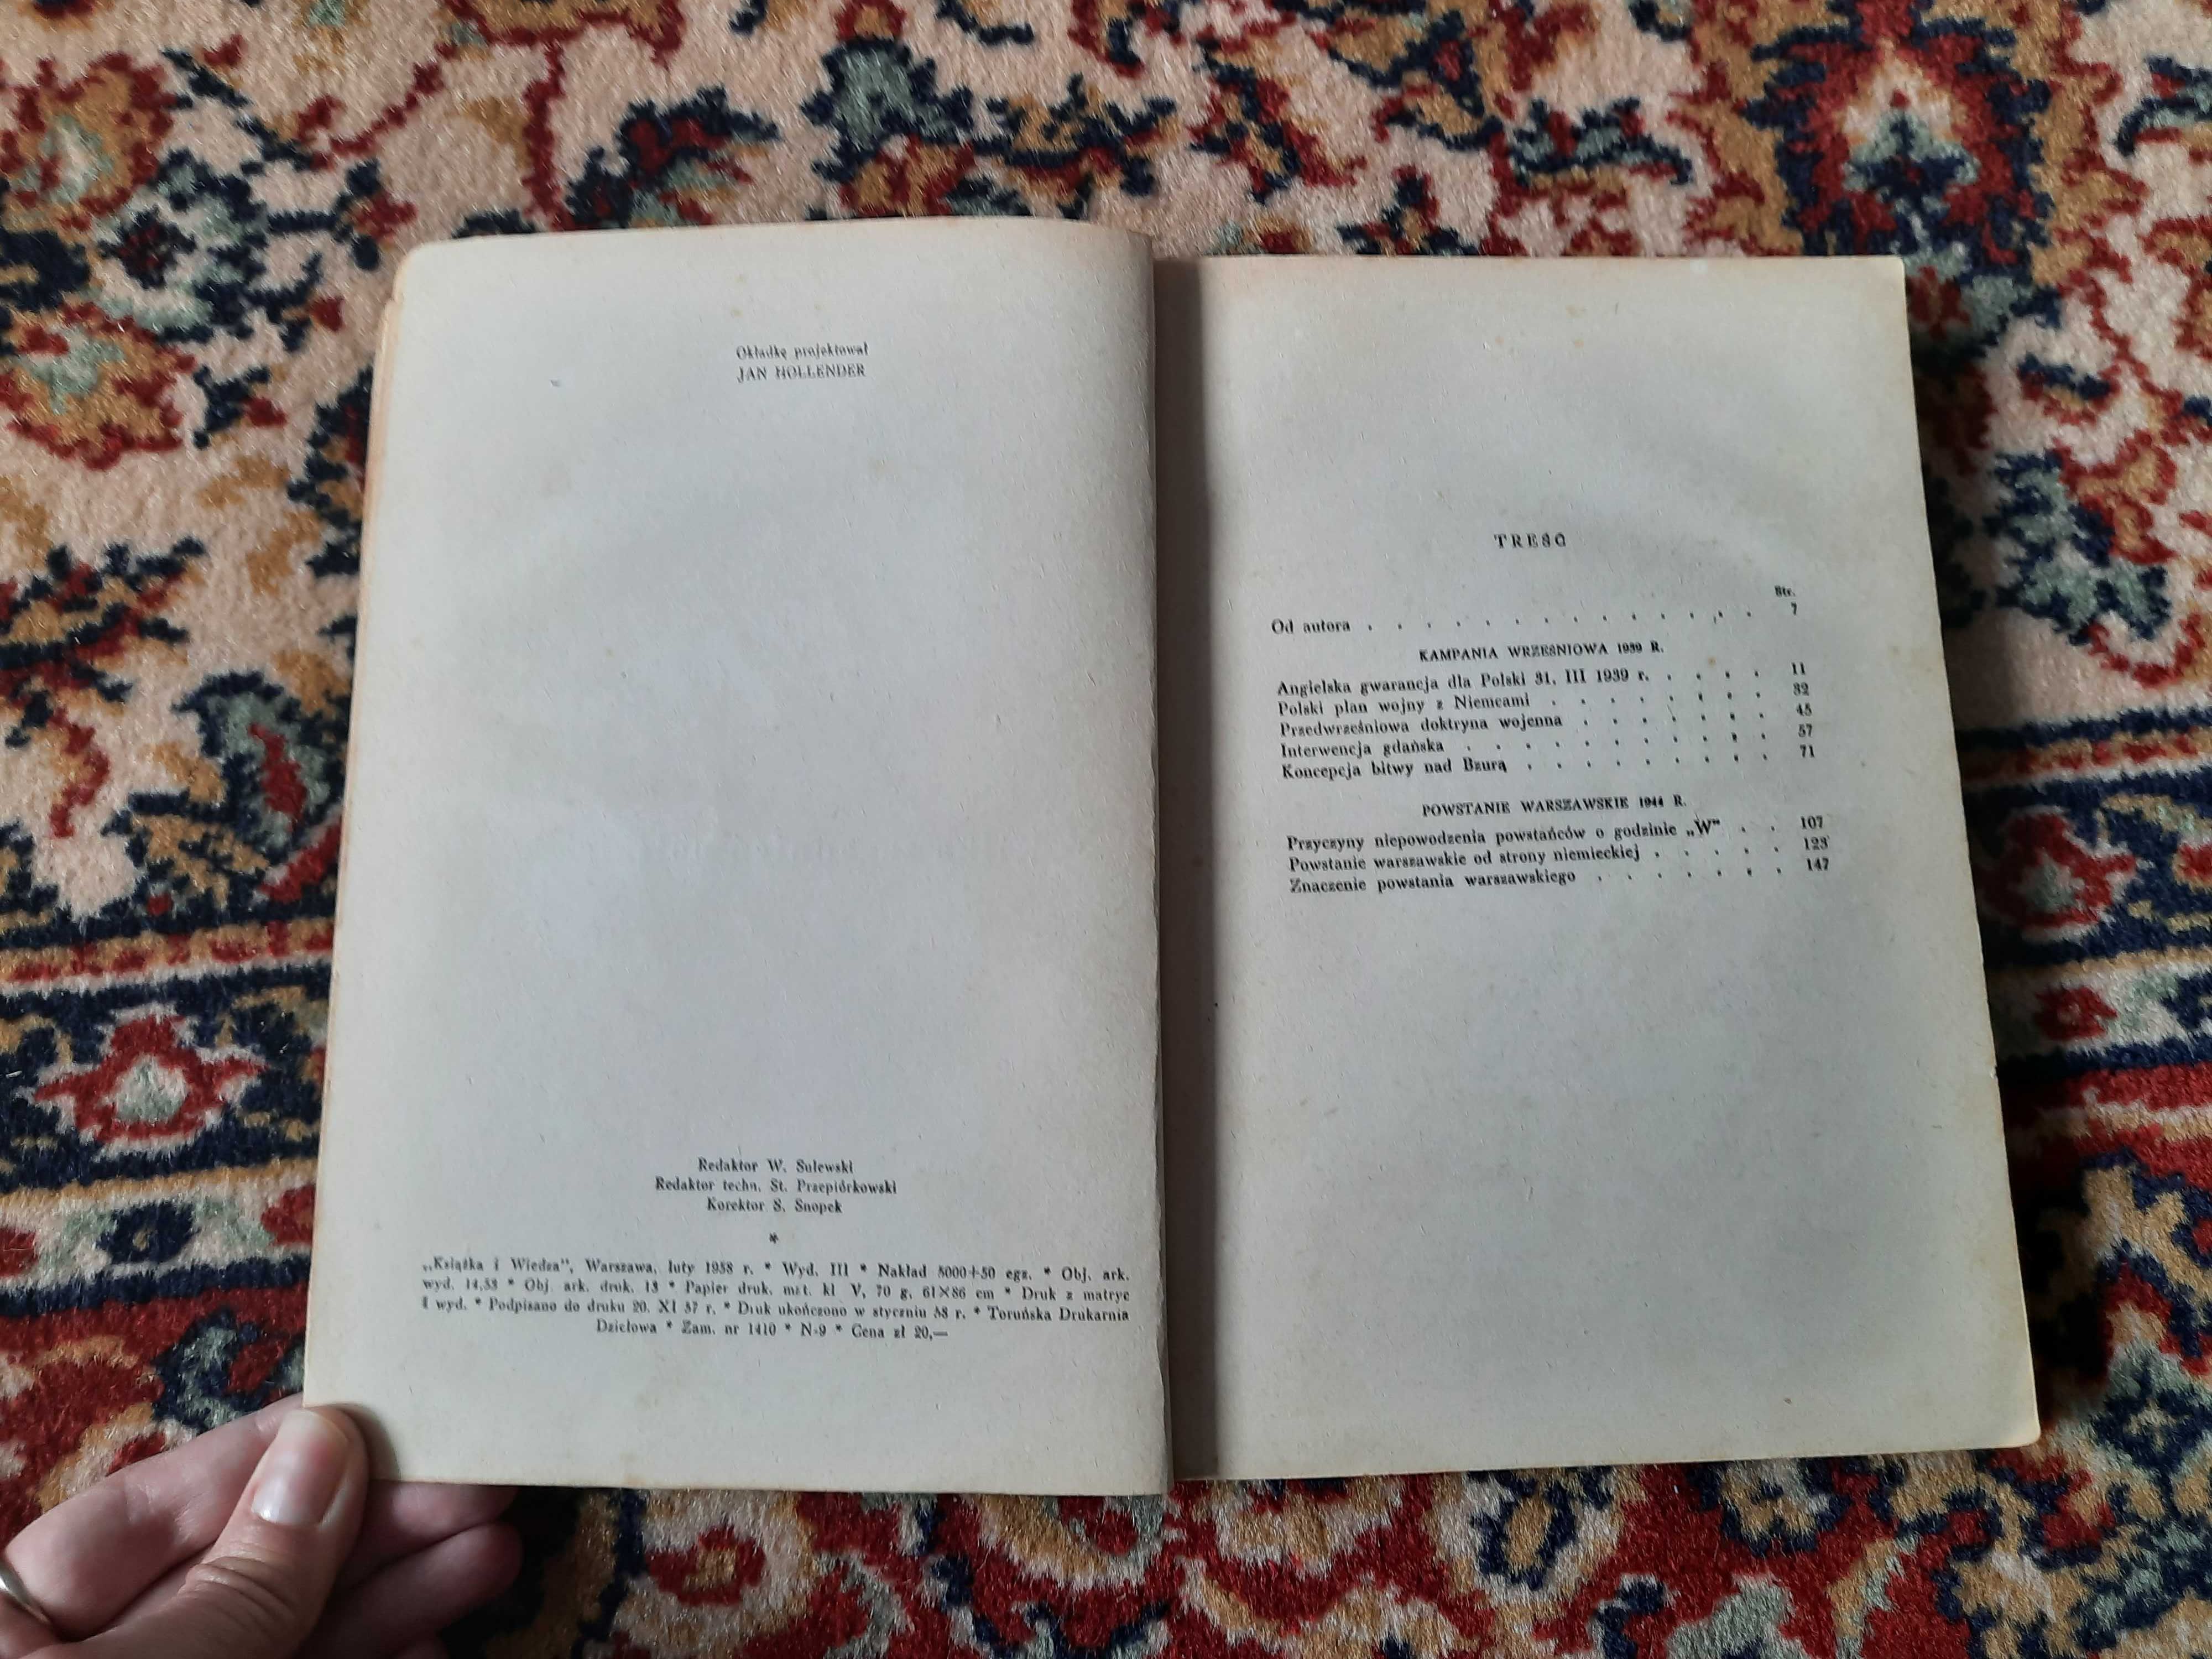 Okładkę projektował
JAN HOLLENDER
Redaktor W. Sulewski
Redaktor techn. St. Przepiórkowski
Korektor S. Snopek
*
„Książka i Wiedza”, Warszawa, luty 1958 r. * Wyd. III * Nakład 5000+50 egz. * Obj. ark.
wyd. 14,53 * Obj. ark. druk. 13 * Papier druk. mat. kl V, 70 g, 61×86 cm * Druk z matryc
I wyd. * Podpisano do druku 20. XI 57 r. * Druk ukończono w styczniu 58 r. * Toruńska Drukarnia
Dziełowa * Zam. nr 1410 * N-9 * Cena zł 20,—
TREŚĆ
Str.
Od autora . . . . . . . . . . . . . . 7
KAMPANIA WRZEŚNIOWA 1939 R.
Angielska gwarancja dla Polski 31. III 1939 r. . . . . 11
Polski plan wojny z Niemcami . . . . . . . . 32
Przedwrześniowa doktryna wojenna . . . . . . . 45
Interwencja gdańska . . . . . . . . . . . 57
Koncepcja bitwy nad Bzurą . . . . . . . . . 71
POWSTANIE WARSZAWSKIE 1944 R.
Przyczyny niepowodzenia powstańców o godzinie „W” . . 107
Powstanie warszawskie od strony niemieckiej . . . . . 123
Znaczenie powstania warszawskiego . . . . . . . 147